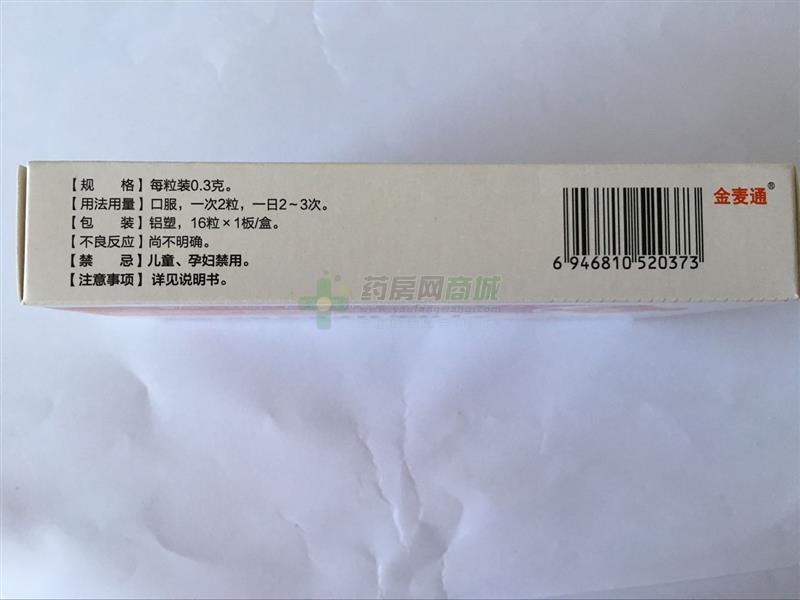 【规　　格】每粒装0.3克。
【用法用量】口服，一次2粒，一日2～3次。
【包　　装】铝塑，16粒×1板/盒。
【不良反应】尚不明确。
【禁　　忌】儿童、孕妇禁用。
【注意事项】详见说明书。
金麦通®
6 946810 520373
药房网商城